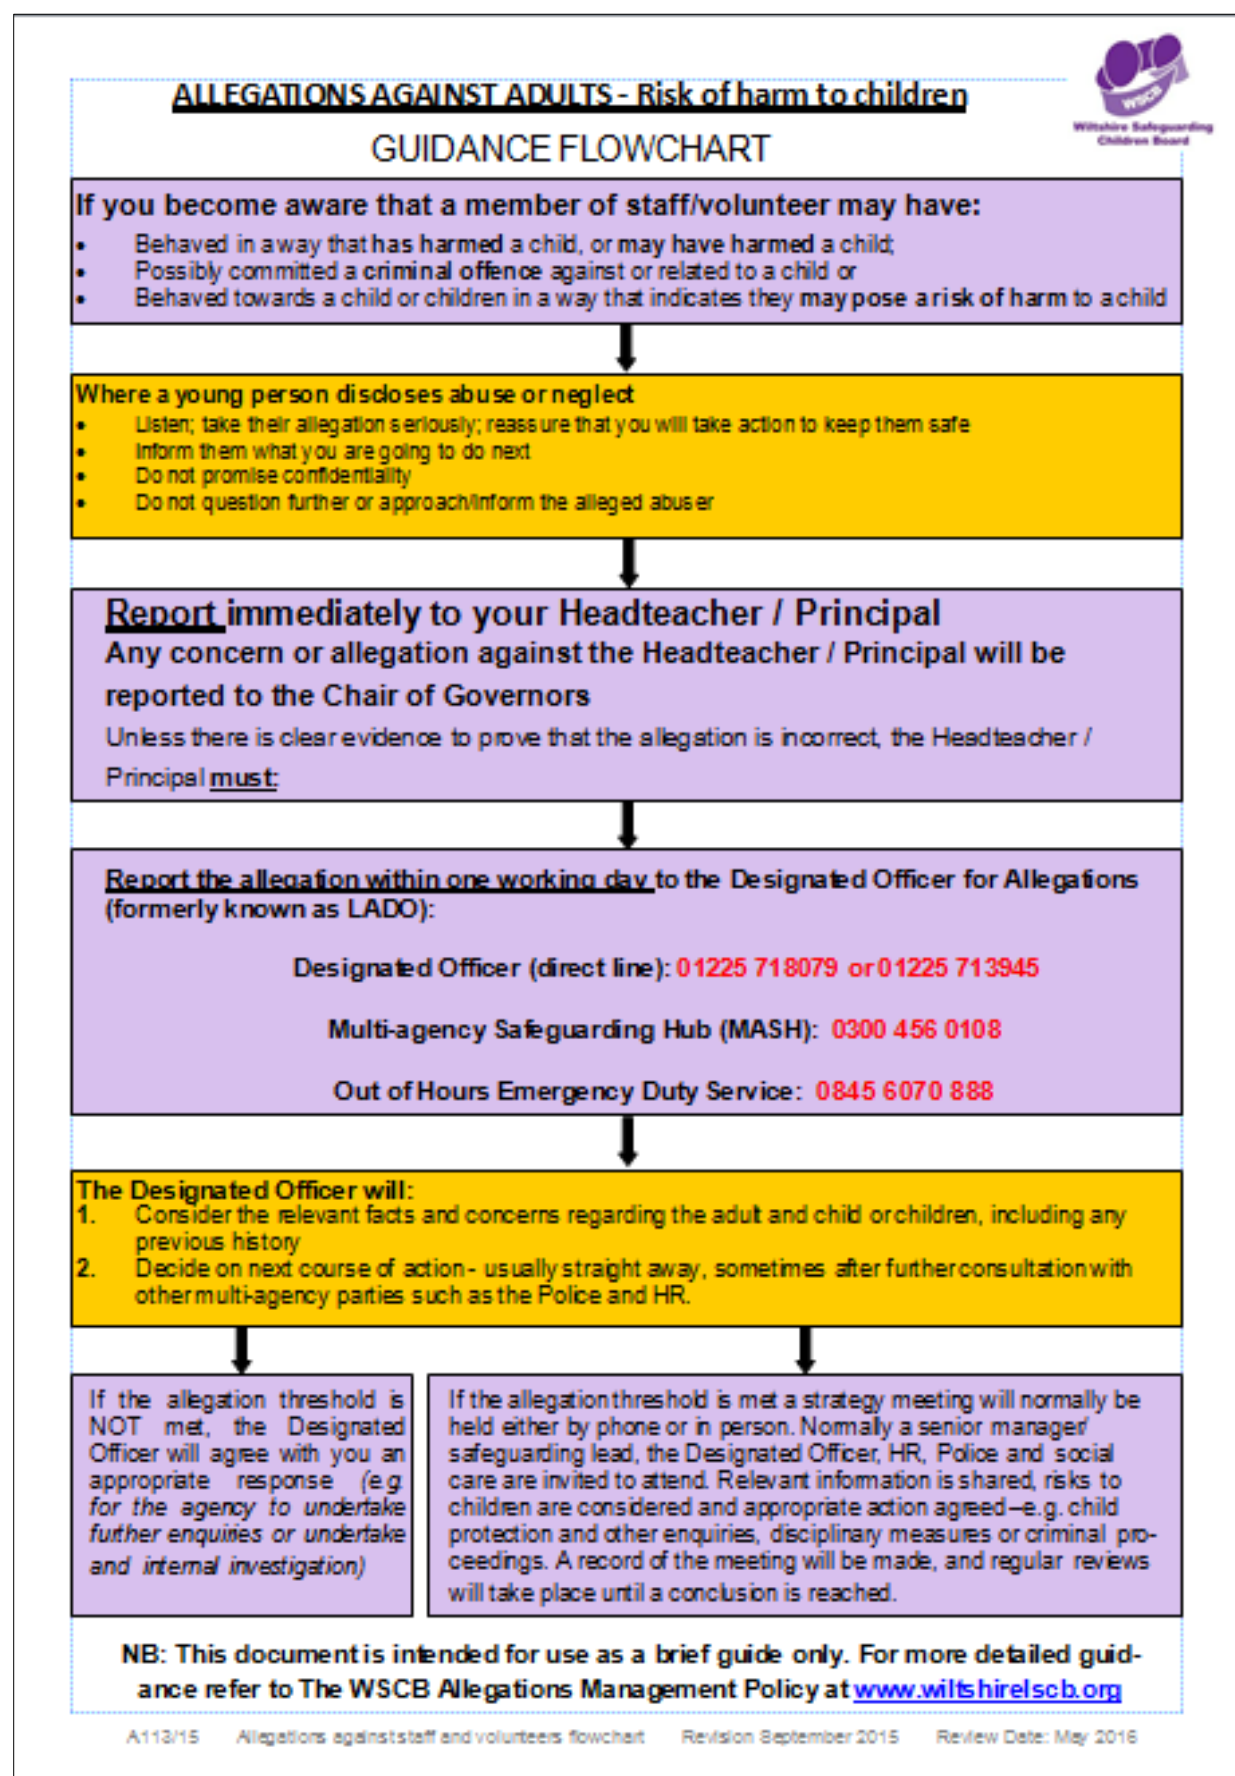 WSCB
Wiltshire Safeguarding
Children Board
ALLEGATIONS AGAINST ADULTS - Risk of harm to children
GUIDANCE FLOWCHART
If you become aware that a member of staff/volunteer may have:
• Behaved in a way that has harmed a child, or may have harmed a child;
• Possibly committed a criminal offence against or related to a child or
• Behaved towards a child or children in a way that indicates they may pose a risk of harm to a child
Where a young person discloses abuse or neglect
• Listen; take their allegation seriously; reassure that you will take action to keep them safe
• Inform them what you are going to do next
• Do not promise confidentiality
• Do not question further or approach/inform the alleged abuser
Report immediately to your Headteacher / Principal
Any concern or allegation against the Headteacher / Principal will be
reported to the Chair of Governors
Unless there is clear evidence to prove that the allegation is incorrect, the Headteacher /
Principal must:
Report the allegation within one working day to the Designated Officer for Allegations
(formerly known as LADO):
Designated Officer (direct line): 01225 718079 or 01225 713945
Multi-agency Safeguarding Hub (MASH): 0300 456 0108
Out of Hours Emergency Duty Service: 0845 6070 888
The Designated Officer will:
1. Consider the relevant facts and concerns regarding the adult and child or children, including any
previous history
2. Decide on next course of action - usually straight away, sometimes after further consultation with
other multi-agency parties such as the Police and HR.
If the allegation threshold is
NOT met, the Designated
Officer will agree with you an
appropriate response (e.g.
for the agency to undertake
further enquiries or undertake
and internal investigation)
If the allegation threshold is met a strategy meeting will normally be
held either by phone or in person. Normally a senior manager/
safeguarding lead, the Designated Officer, HR, Police and social
care are invited to attend. Relevant information is shared, risks to
children are considered and appropriate action agreed—e.g. child
protection and other enquiries, disciplinary measures or criminal pro-
ceedings. A record of the meeting will be made, and regular reviews
will take place until a conclusion is reached.
NB: This document is intended for use as a brief guide only. For more detailed guid-
ance refer to The WSCB Allegations Management Policy at www.wiltshirelscb.org
A113/15 Allegations against staff and volunteers flowchart Revision September 2015 Review Date: May 2016